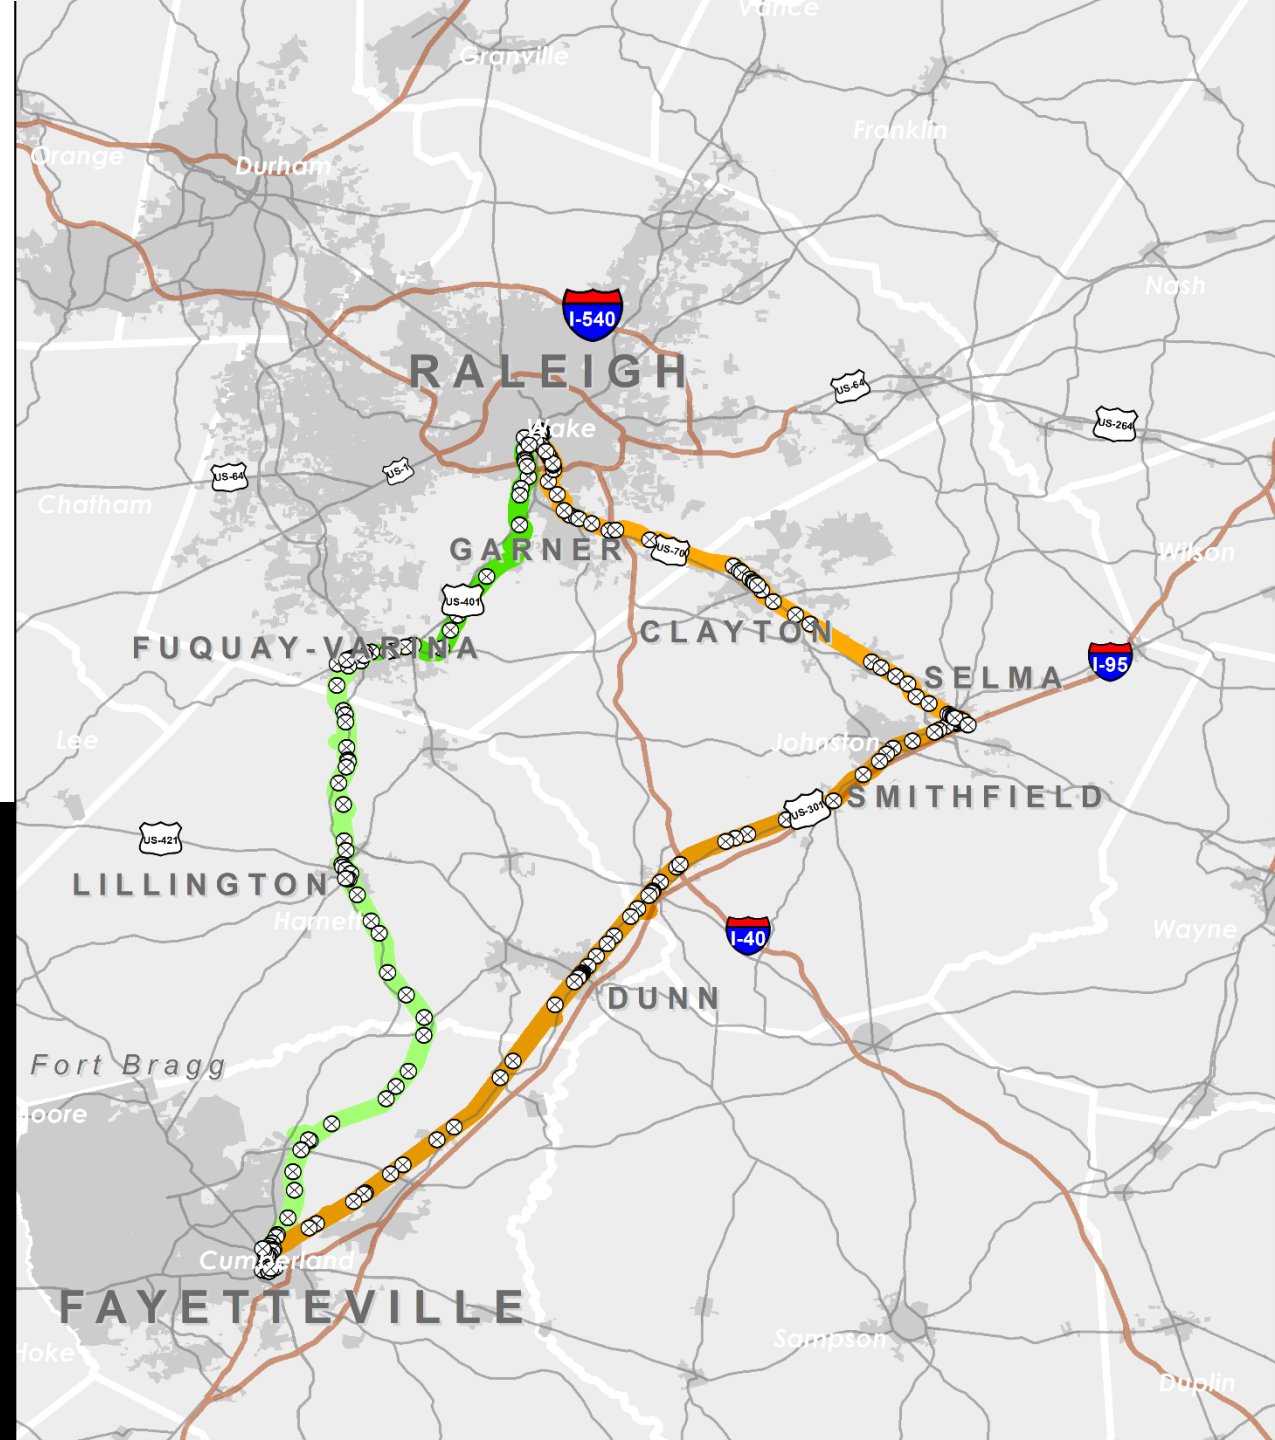 Vance
Granville
Franklin
Orange
Durham
Nash
I-540
RALEIGH
US-64
US-264
Wake
US-64
US-1
Chatham
GARNER
US-70
Wilson
US-401
CLAYTON
FUQUAY-VARINA
I-95
SELMA
Lee
Johnston
SMITHFIELD
US-301
US-421
LILLINGTON
Harnett
I-40
Wayne
DUNN
Fort Bragg
oore
Cumberland
FAYETTEVILLE
Sampson
Hoke
Duplin